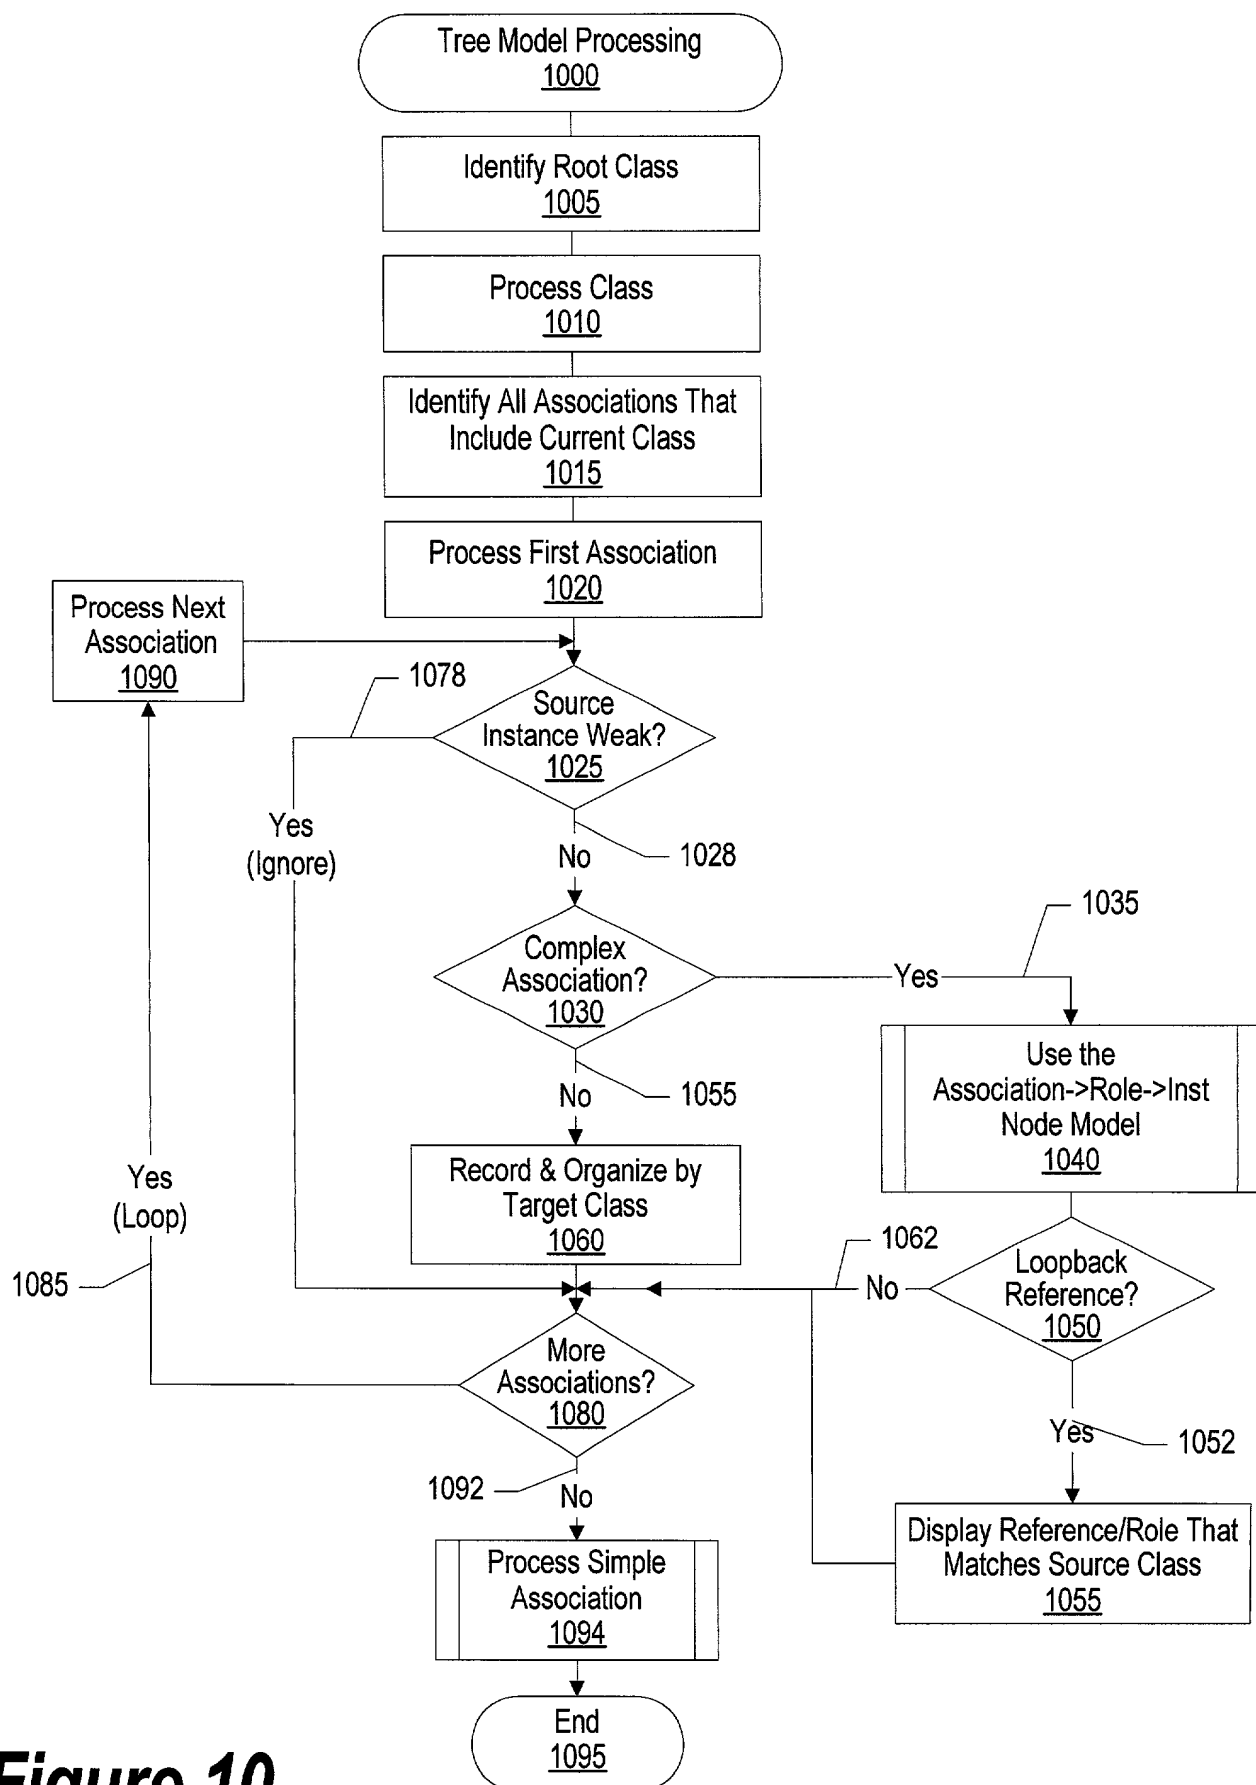 Tree Model Processing
1000
Identify Root Class
1005
Process Class
1010
Identify All Associations That
Include Current Class
1015
Process First Association
1020
Process Next
Association
1090
1078
Source
Instance Weak?
1025
Yes
(Ignore)
No
1028
1035
Complex
Association?
1030
Yes
Use the
Association->Role->Inst
Node Model
1040
No
1055
Record & Organize by
Target Class
1060
Yes
(Loop)
1085
1062
No
Loopback
Reference?
1050
More
Associations?
1080
Yes
1052
1092
No
Display Reference/Role That
Matches Source Class
1055
Process Simple
Association
1094
End
1095
Figure 10